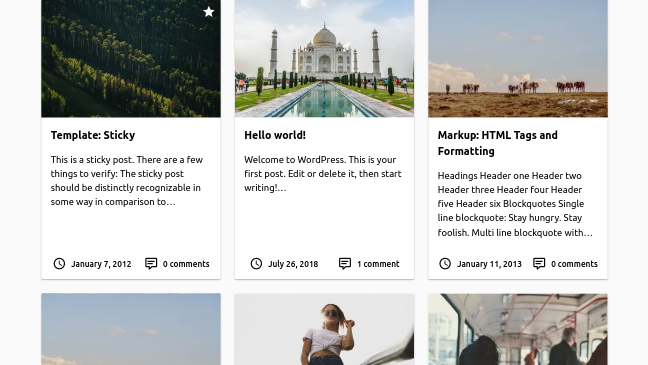 Template: Sticky
This is a sticky post. There are a few
things to verify: The sticky post
should be distinctly recognizable in
some way in comparison to…
January 7, 2012
0 comments
Hello world!
Welcome to WordPress. This is your
first post. Edit or delete it, then start
writing!…
July 26, 2018
1 comment
Markup: HTML Tags and
Formatting
Headings Header one Header two
Header three Header four Header
five Header six Blockquotes Single
line blockquote: Stay hungry. Stay
foolish. Multi line blockquote with…
January 11, 2013
0 comments